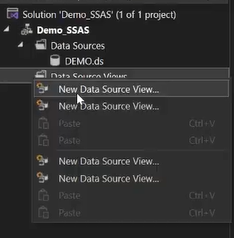 Solution 'Demo_SSAS' (1 of 1 project)
Demo_SSAS
Data Sources
DEMO.ds
Data Source Views
New Data Source View...
New Data Source View...
Paste Ctrl+V
Paste Ctrl+V
New Data Source View...
New Data Source View...
Paste Ctrl+V
Paste Ctrl+V